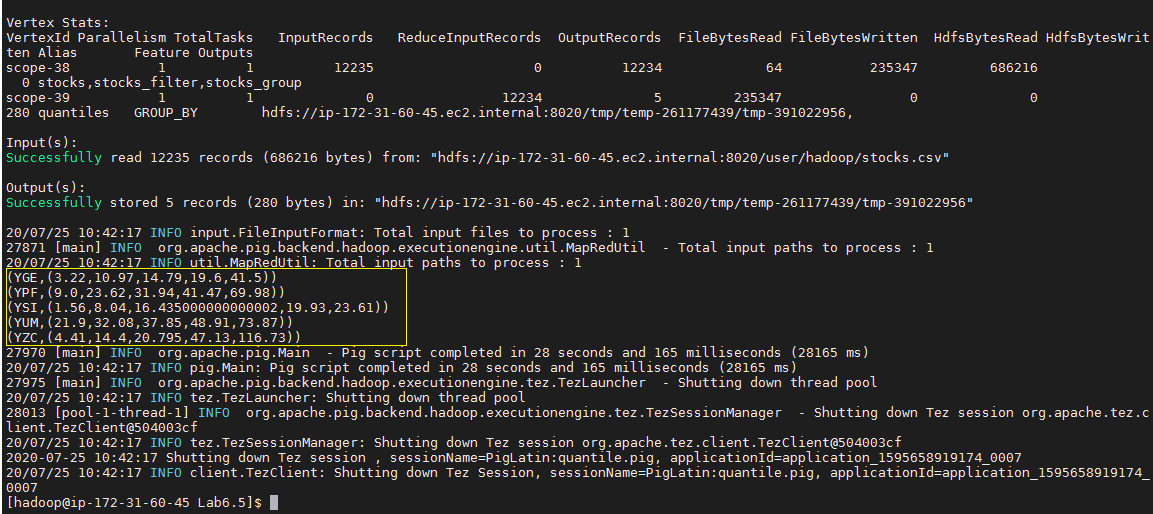 Vertex Stats:
VertexId Parallelism TotalTasks   InputRecords   ReduceInputRecords   OutputRecords  FileBytesRead FileBytesWritten  HdfsBytesRead HdfsBytesWrit
ten Alias       Feature Outputs
scope-38            1          1          12235                    0          12234             64           235347         686216
  0 stocks,stocks_filter,stocks_group
scope-39            1          1              0                12234              5         235347                0              0
280 quantiles   GROUP_BY        hdfs://ip-172-31-60-45.ec2.internal:8020/tmp/temp-261177439/tmp-391022956,
Input(s):
Successfully read 12235 records (686216 bytes) from: "hdfs://ip-172-31-60-45.ec2.internal:8020/user/hadoop/stocks.csv"
Output(s):
Successfully stored 5 records (280 bytes) in: "hdfs://ip-172-31-60-45.ec2.internal:8020/tmp/temp-261177439/tmp-391022956"
20/07/25 10:42:17 INFO input.FileInputFormat: Total input files to process : 1
27871 [main] INFO  org.apache.pig.backend.hadoop.executionengine.util.MapRedUtil  - Total input paths to process : 1
20/07/25 10:42:17 INFO util.MapRedUtil: Total input paths to process : 1
(YGE,(3.22,10.97,14.79,19.6,41.5))
(YPF,(9.0,23.62,31.94,41.47,69.98))
(YSI,(1.56,8.04,16.435000000000002,19.93,23.61))
(YUM,(21.9,32.08,37.85,48.91,73.87))
(YZC,(4.41,14.4,20.795,47.13,116.73))
27970 [main] INFO  org.apache.pig.Main  - Pig script completed in 28 seconds and 165 milliseconds (28165 ms)
20/07/25 10:42:17 INFO pig.Main: Pig script completed in 28 seconds and 165 milliseconds (28165 ms)
27975 [main] INFO  org.apache.pig.backend.hadoop.executionengine.tez.TezLauncher  - Shutting down thread pool
20/07/25 10:42:17 INFO tez.TezLauncher: Shutting down thread pool
28013 [pool-1-thread-1] INFO  org.apache.pig.backend.hadoop.executionengine.tez.TezSessionManager  - Shutting down Tez session org.apache.tez.c
lient.TezClient@504003cf
20/07/25 10:42:17 INFO tez.TezSessionManager: Shutting down Tez session org.apache.tez.client.TezClient@504003cf
2020-07-25 10:42:17 Shutting down Tez session , sessionName=PigLatin:quantile.pig, applicationId=application_1595658919174_0007
20/07/25 10:42:17 INFO client.TezClient: Shutting down Tez Session, sessionName=PigLatin:quantile.pig, applicationId=application_1595658919174_
0007
[hadoop@ip-172-31-60-45 Lab6.5]$